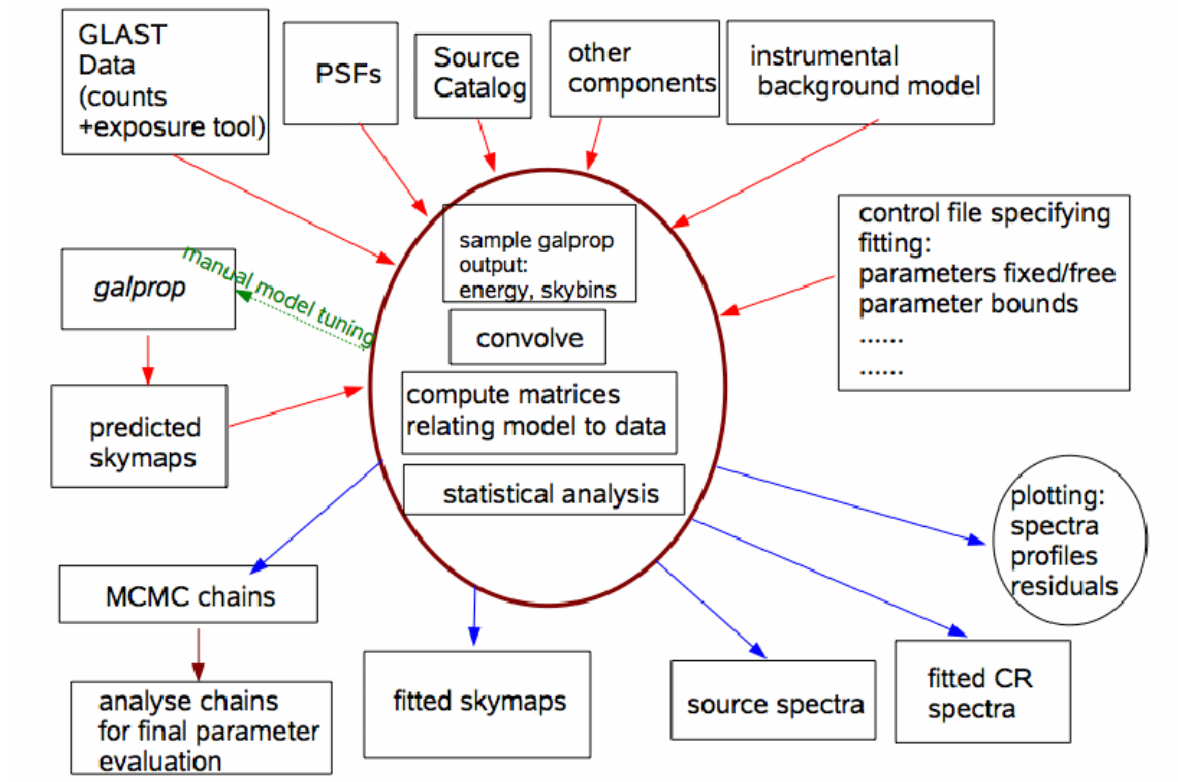 GLAST
Data
(counts
+exposure tool)
PSFs
Source
Catalog
other
components
instrumental
background model
control file specifying
fitting:
parameters fixed/free
parameter bounds
......
......
sample galprop
output:
energy, skybins
convolve
compute matrices
relating model to data
statistical analysis
manual model tuning
galprop
predicted
skymaps
MCMC chains
analyse chains
for final parameter
evaluation
fitted skymaps
source spectra
fitted CR
spectra
plotting:
spectra
profiles
residuals